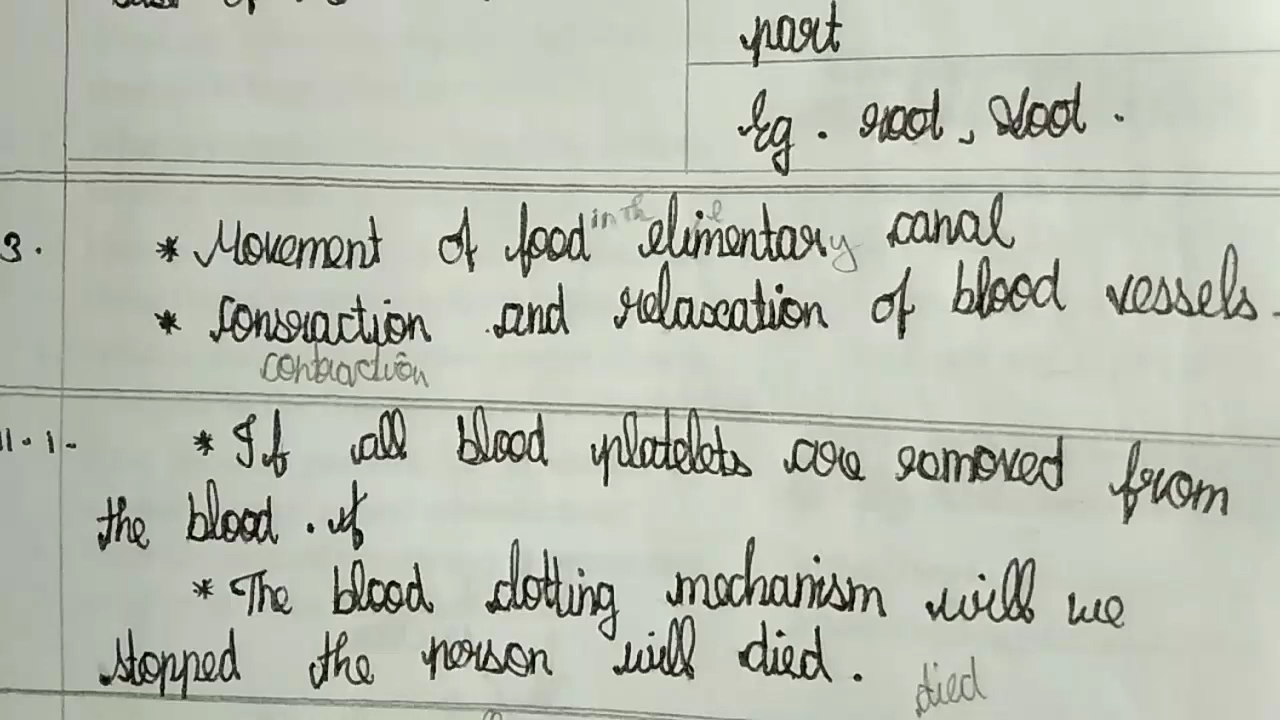 part
Eg. root, stoot.
3. * Movement of food in the elimentary canal
* Consraction and relaxation of blood vessels.
contraction
11.1. * If all blood platelets are removed from
the blood. if
* The blood clotting mechanism will we
stopped the person will died.
died